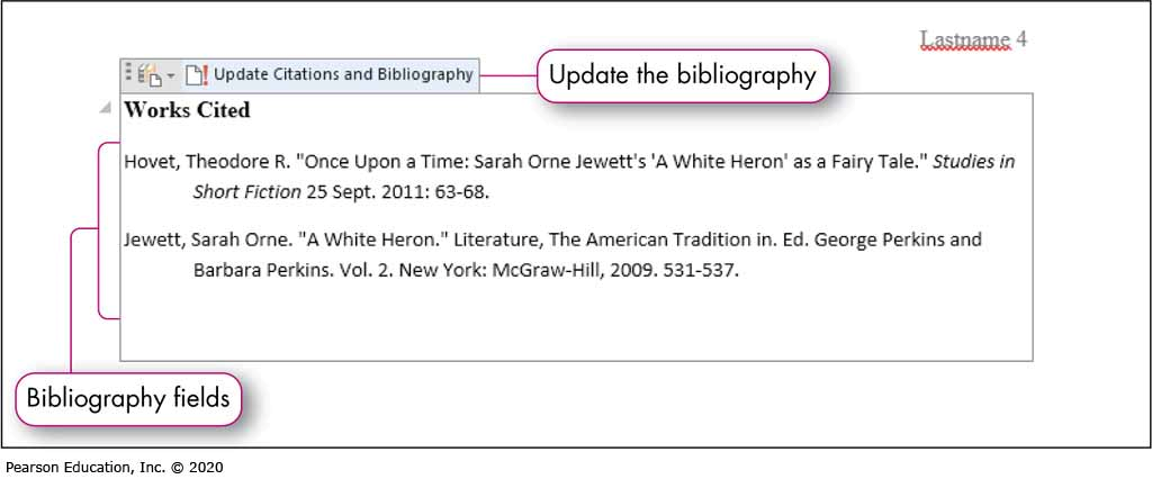 Lastname 4
Update Citations and Bibliography
Update the bibliography
Works Cited
Hovet, Theodore R. "Once Upon a Time: Sarah Orne Jewett's 'A White Heron' as a Fairy Tale." Studies in
Short Fiction 25 Sept. 2011: 63-68.
Jewett, Sarah Orne. "A White Heron." Literature, The American Tradition in. Ed. George Perkins and
Barbara Perkins. Vol. 2. New York: McGraw-Hill, 2009. 531-537.
Bibliography fields
Pearson Education, Inc. © 2020